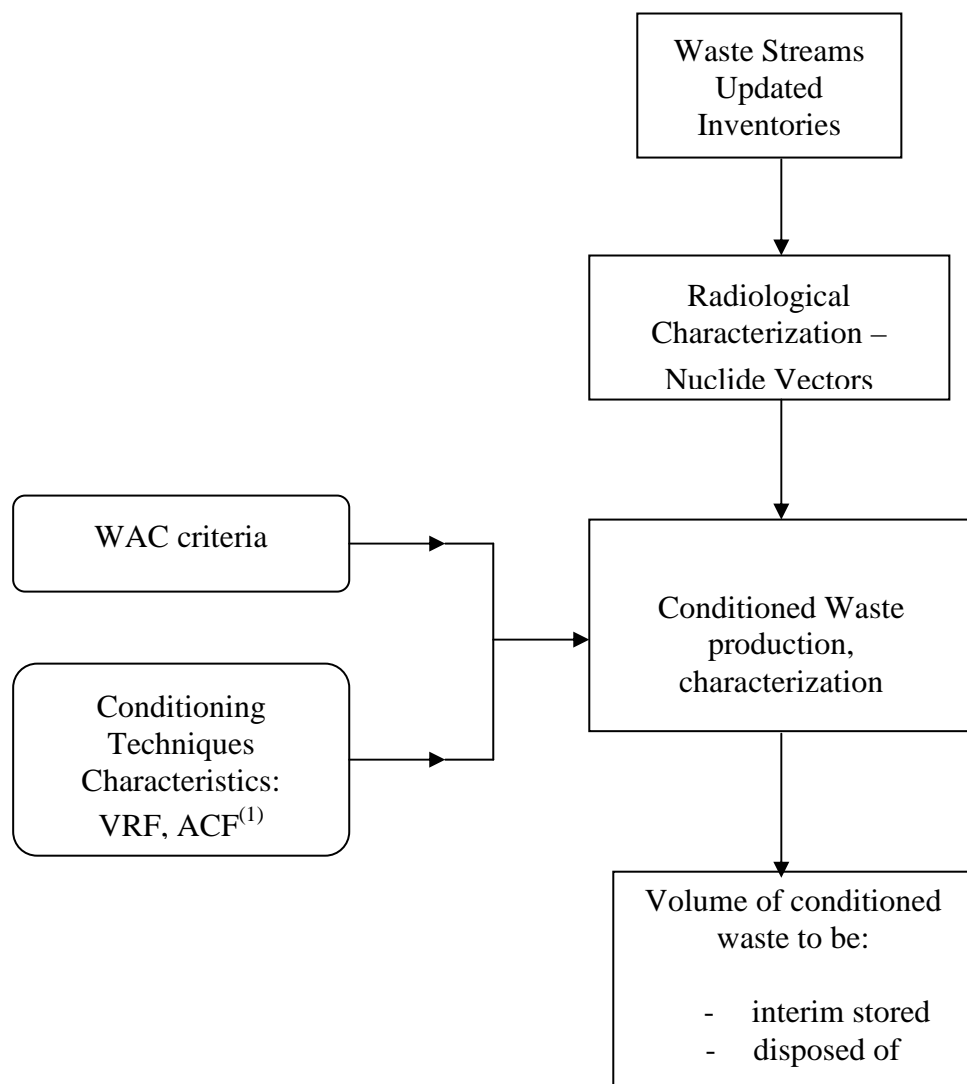 Waste Streams
Updated
Inventories
Radiological
Characterization –
Nuclide Vectors
WAC criteria
Conditioning
Techniques
Characteristics:
VRF, ACF(1)
Conditioned Waste
production,
characterization
Volume of conditioned
waste to be:
- interim stored
- disposed of